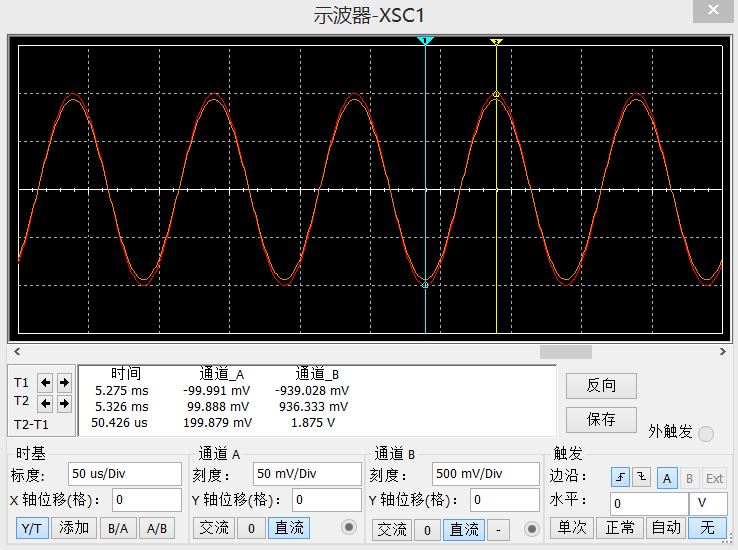 示波器-XSC1
1
2
时间 通道_A 通道_B
T1 5.275 ms -99.991 mV -939.028 mV
T2 5.326 ms 99.888 mV 936.333 mV
T2-T1 50.426 us 199.879 mV 1.875 V
反向
保存
外触发
时基 通道 A 通道 B 触发
标度: 50 us/Div 刻度: 50 mV/Div 刻度: 500 mV/Div 边沿: A B Ext
X 轴位移(格): 0 Y 轴位移(格): 0 Y 轴位移(格): 0 水平: 0 V
Y/T 添加 B/A A/B 交流 0 直流 交流 0 直流 - 单次 正常 自动 无